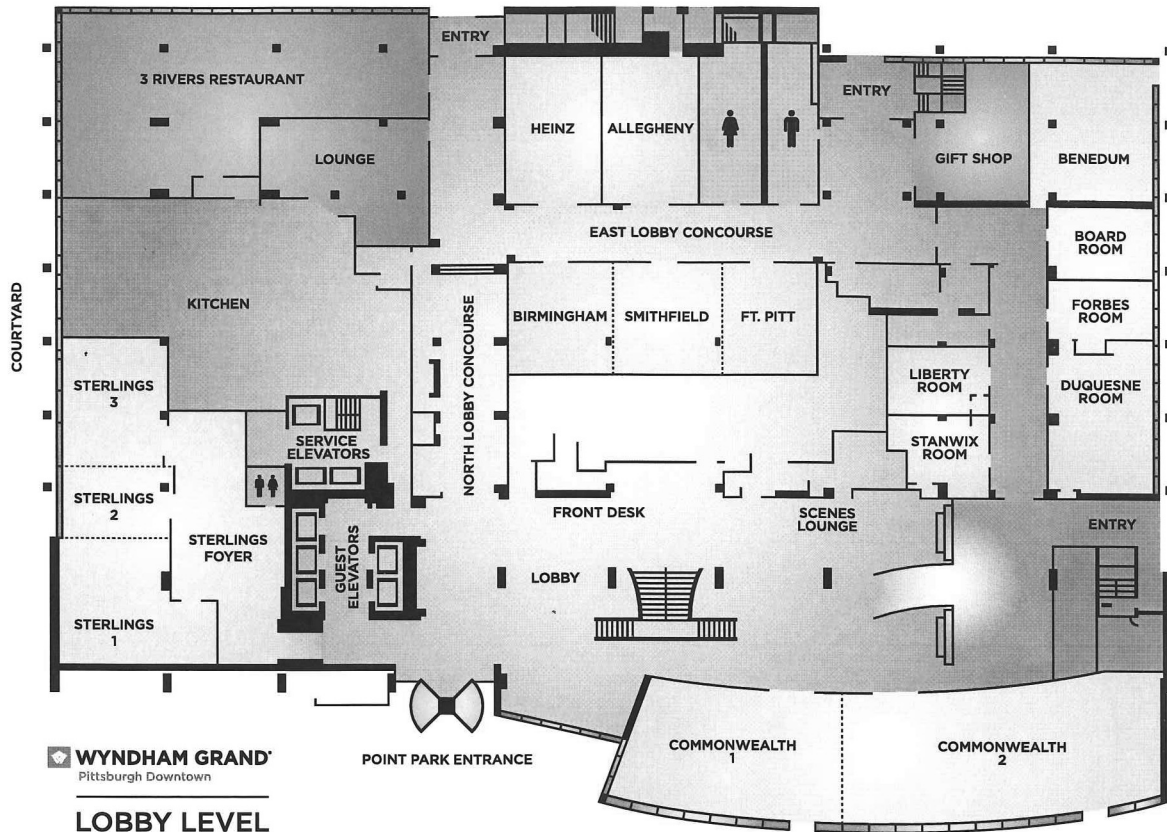 ENTRY
3 RIVERS RESTAURANT
LOUNGE
HEINZ
ALLEGHENY
ENTRY
GIFT SHOP
BENEDUM
EAST LOBBY CONCOURSE
BOARD
ROOM
COURTYARD
KITCHEN
NORTH LOBBY CONCOURSE
BIRMINGHAM
SMITHFIELD
FT. PITT
FORBES
ROOM
STERLINGS
3
LIBERTY
ROOM
DUQUESNE
ROOM
SERVICE
ELEVATORS
STANWIX
ROOM
STERLINGS
2
FRONT DESK
SCENES
LOUNGE
ENTRY
STERLINGS
FOYER
GUEST
ELEVATORS
LOBBY
STERLINGS
1
WYNDHAM GRAND®
Pittsburgh Downtown
LOBBY LEVEL
POINT PARK ENTRANCE
COMMONWEALTH
1
COMMONWEALTH
2